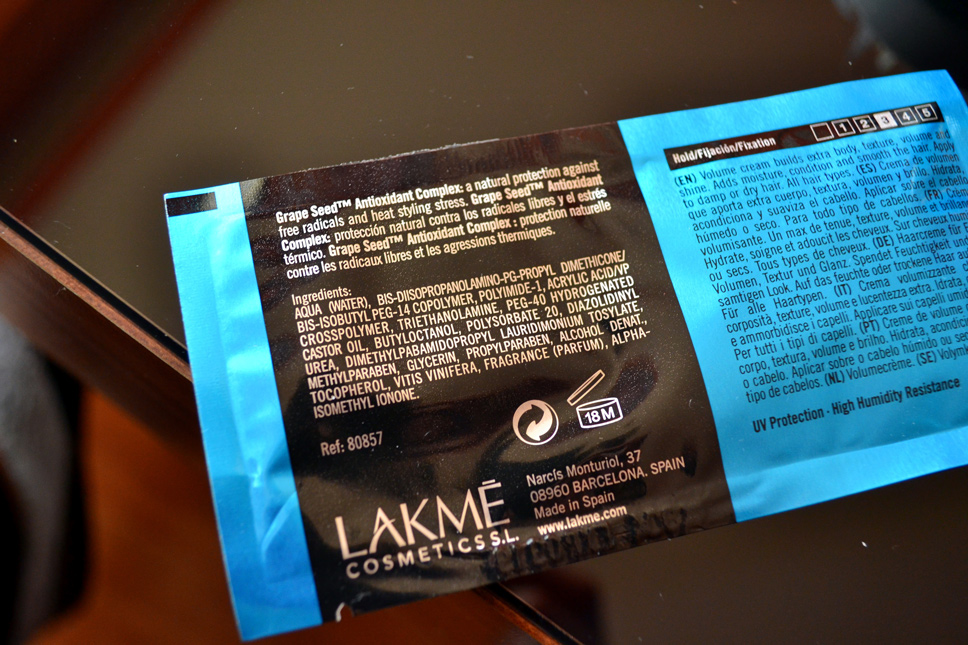 Grape Seed™ Antioxidant Complex: a natural protection against
free radicals and heat styling stress. Grape Seed™ Antioxidant
Complex: protección natural contra los radicales libres y el estrés
térmico. Grape Seed™ Antioxidant Complex : protection naturelle
contre les radicaux libres et les agressions thermiques.
Ingredients:
AQUA (WATER), BIS-DIISOPROPANOLAMINO-PG-PROPYL DIMETHICONE/
BIS-ISOBUTYL PEG-14 COPOLYMER, POLYIMIDE-1, ACRYLIC ACID/VP
CROSSPOLYMER, TRIETHANOLAMINE, PEG-40 HYDROGENATED
CASTOR OIL, BUTYLOCTANOL, POLYSORBATE 20, DIAZOLIDINYL
UREA, DIMETHYLPABAMIDOPROPYL LAURDIMONIUM TOSYLATE,
METHYLPARABEN, GLYCERIN, PROPYLPARABEN, ALCOHOL DENAT,
TOCOPHEROL, VITIS VINIFERA, FRAGRANCE (PARFUM), ALPHA-
ISOMETHYL IONONE.
Ref: 80857
18 M
LAKMĒ
COSMETICS S.L.
Narcís Monturiol, 37
08960 BARCELONA. SPAIN
Made in Spain
www.lakme.com
Hold/Fijación/Fixation 1 2 3 4 5
(EN) Volume cream builds extra body, texture, volume and
shine. Adds moisture, condition and smooth the hair. Apply
to damp or dry hair. All hair types. (ES) Crema de volumen
que aporta extra cuerpo, textura, volumen y brillo. Hidrata,
acondiciona y suaviza el cabello. Aplicar sobre el cabello
húmedo o seco. Para todo tipo de cabellos. (FR)
volumisante. Un max de tenue, texture, volume et brillance.
Hydrate, soigne et adoucit les cheveux. Sur cheveux humides
ou secs. Tous types de cheveux. (DE) Haarcreme für
Volumen, Textur und Glanz. Spendet Feuchtigkeit und
samtigen Look. Auf das feuchte oder trockene Haar
Für alle Haartypen. (IT) Crema volumizzante
corposità, texture, volume e lucentezza extra. Idrata,
e ammorbidisce i capelli. Applicare sui capelli umidi
Per tutti i tipi di capelli. (PT) Creme de volume
corpo, textura, volume e brilho. Hidrata,
o cabelo. Aplicar sobre o cabelo húmido ou seco
tipo de cabelos. (NL) Volumecrème. (SE)
UV Protection · High Humidity Resistance